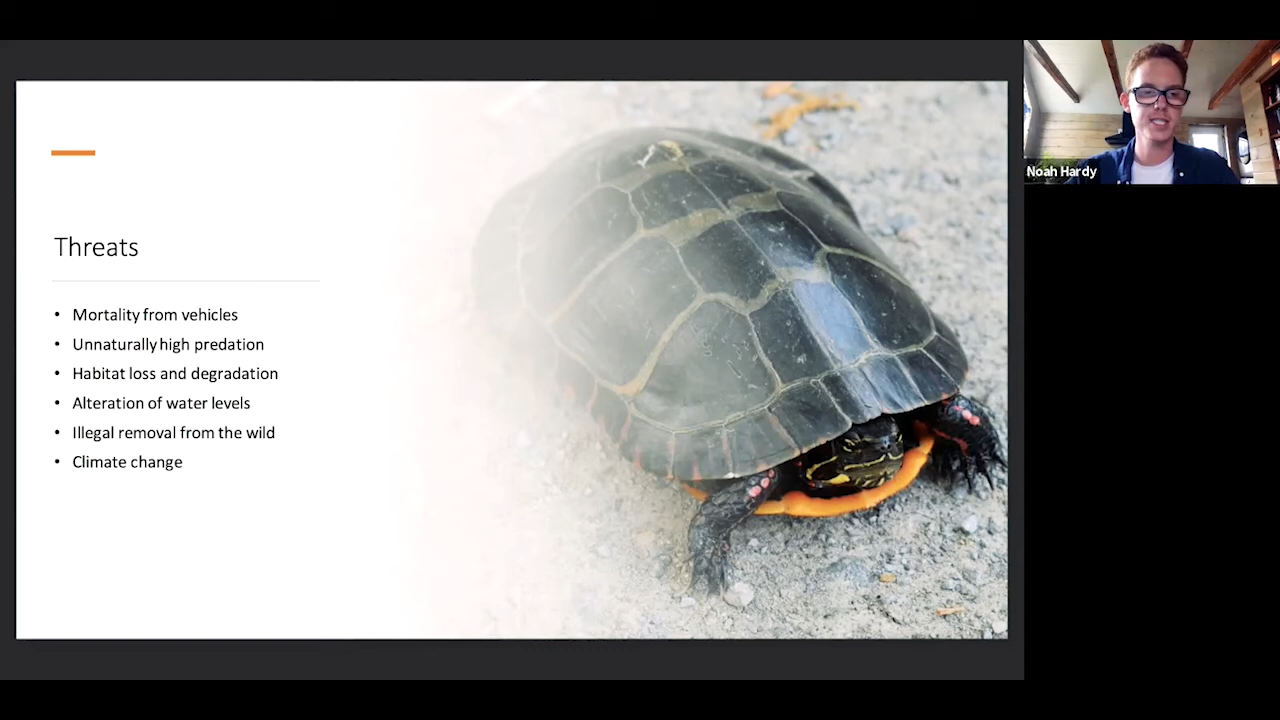 Threats
• Mortality from vehicles
• Unnaturally high predation
• Habitat loss and degradation
• Alteration of water levels
• Illegal removal from the wild
• Climate change
Noah Hardy